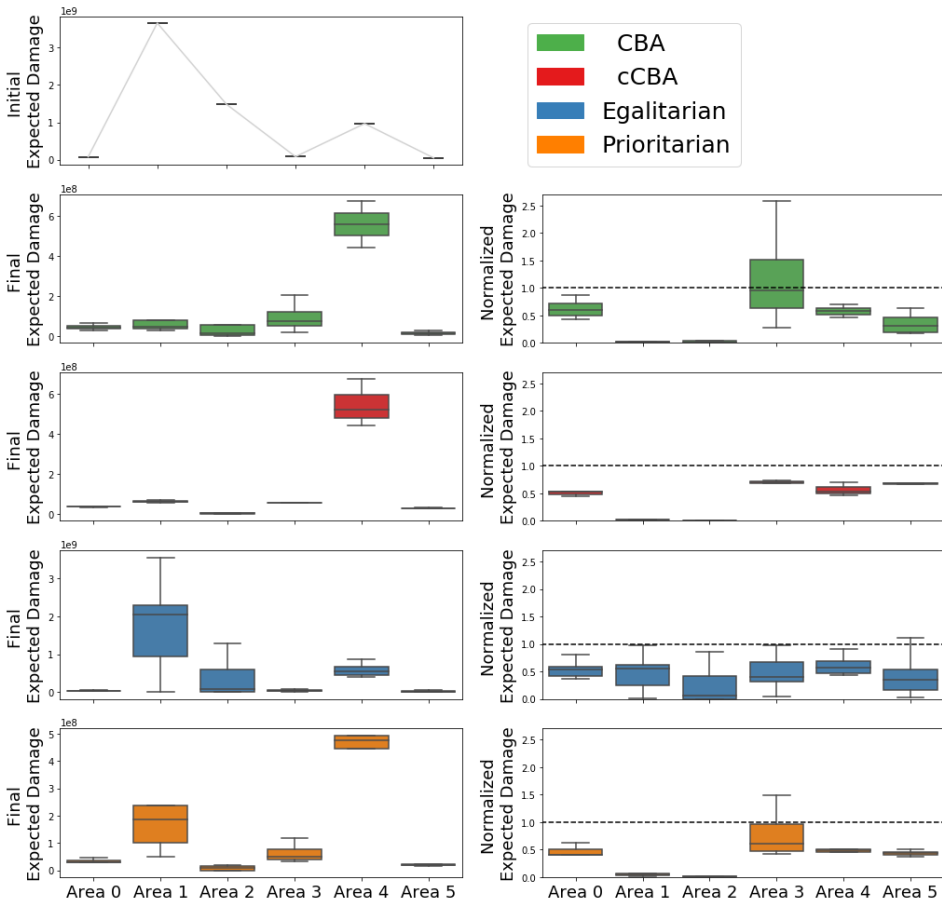 1e9
3
2
1
0
Initial
Expected Damage
CBA
cCBA
Egalitarian
Prioritarian
1e8
6
4
2
0
Final
Expected Damage
2.5
2.0
1.5
1.0
0.5
0.0
Normalized
Expected Damage
1e8
6
4
2
0
Final
Expected Damage
2.5
2.0
1.5
1.0
0.5
0.0
Normalized
Expected Damage
1e9
3
2
1
0
Final
Expected Damage
2.5
2.0
1.5
1.0
0.5
0.0
Normalized
Expected Damage
1e8
5
4
3
2
1
0
Final
Expected Damage
Area 0 Area 1 Area 2 Area 3 Area 4 Area 5
2.5
2.0
1.5
1.0
0.5
0.0
Normalized
Expected Damage
Area 0 Area 1 Area 2 Area 3 Area 4 Area 5